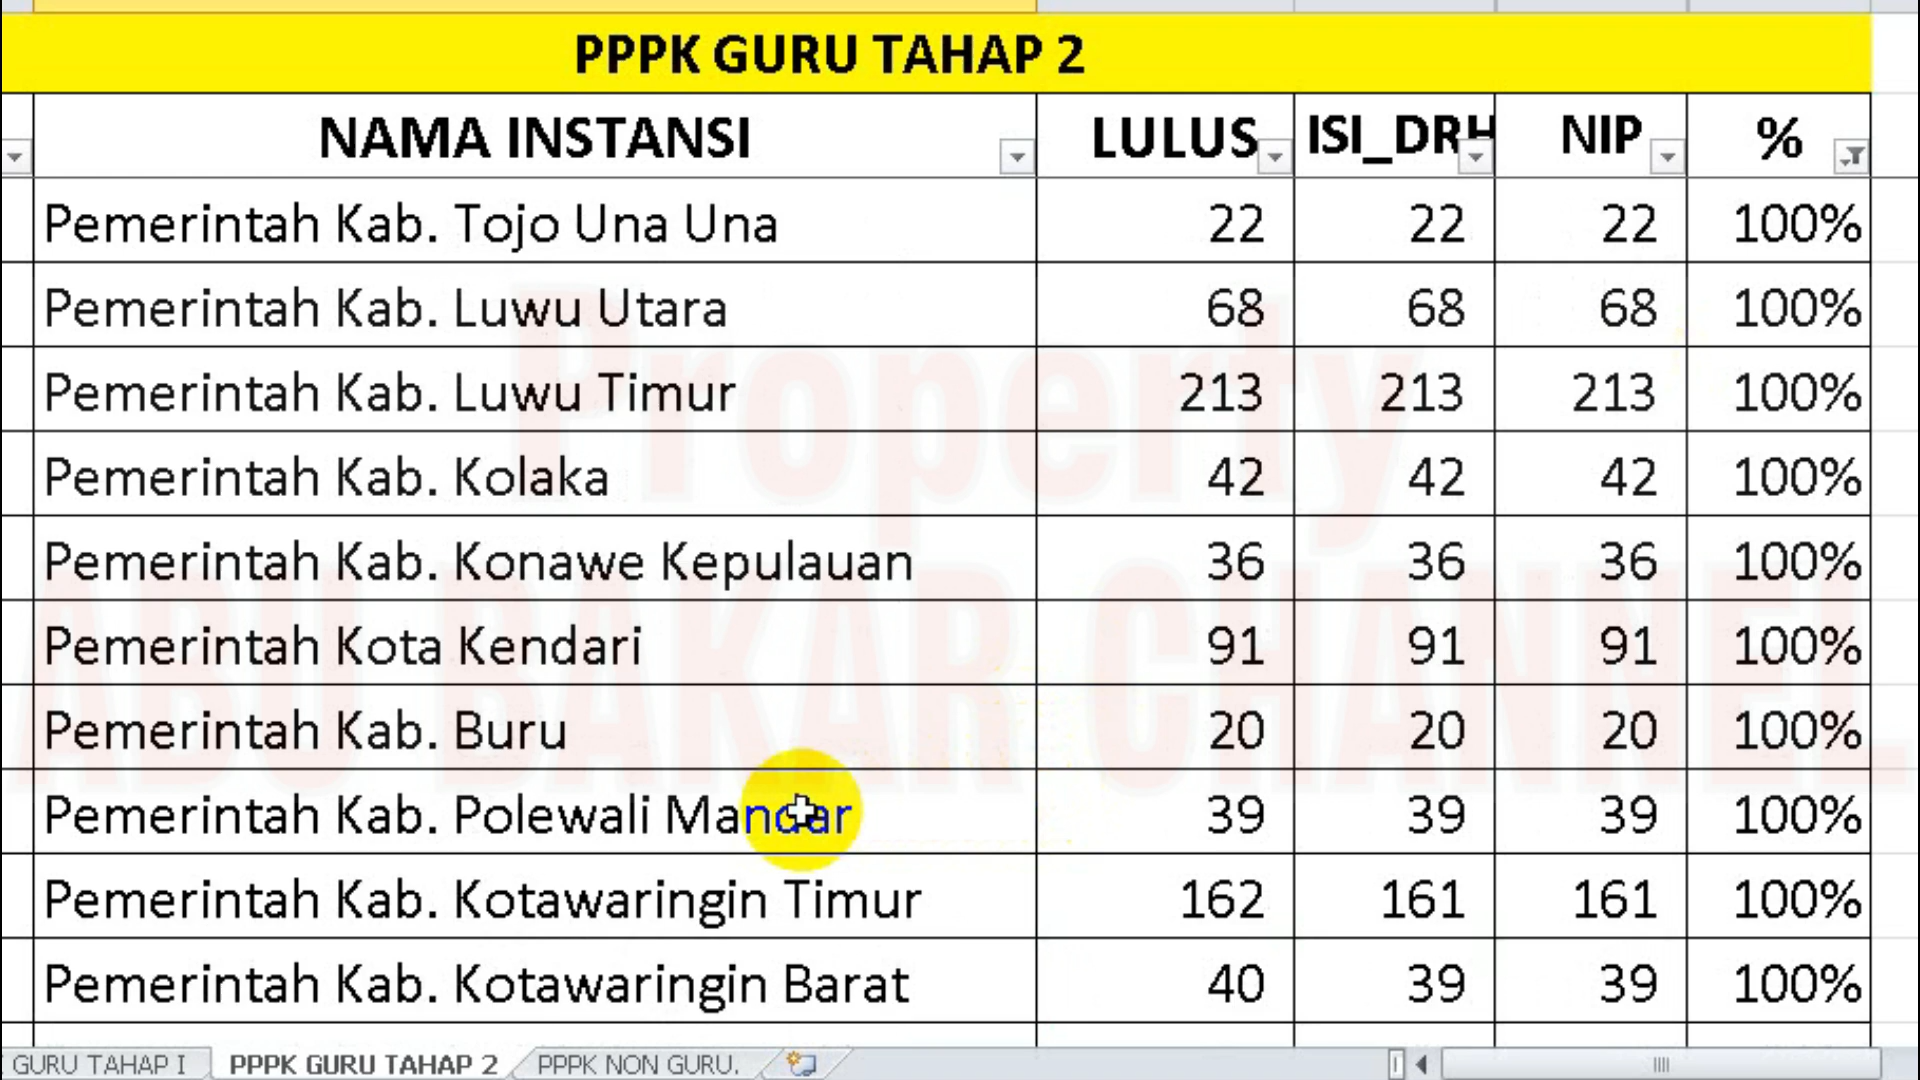 PPPK GURU TAHAP 2
NAMA INSTANSI LULUS ISI_DRH NIP %
Pemerintah Kab. Tojo Una Una 22 22 22 100%
Pemerintah Kab. Luwu Utara 68 68 68 100%
Pemerintah Kab. Luwu Timur 213 213 213 100%
Pemerintah Kab. Kolaka 42 42 42 100%
Pemerintah Kab. Konawe Kepulauan 36 36 36 100%
Pemerintah Kota Kendari 91 91 91 100%
Pemerintah Kab. Buru 20 20 20 100%
Pemerintah Kab. Polewali Mandar 39 39 39 100%
Pemerintah Kab. Kotawaringin Timur 162 161 161 100%
Pemerintah Kab. Kotawaringin Barat 40 39 39 100%
Property
ABU BAKAR CHANNEL
GURU TAHAP I PPPK GURU TAHAP 2 PPPK NON GURU.